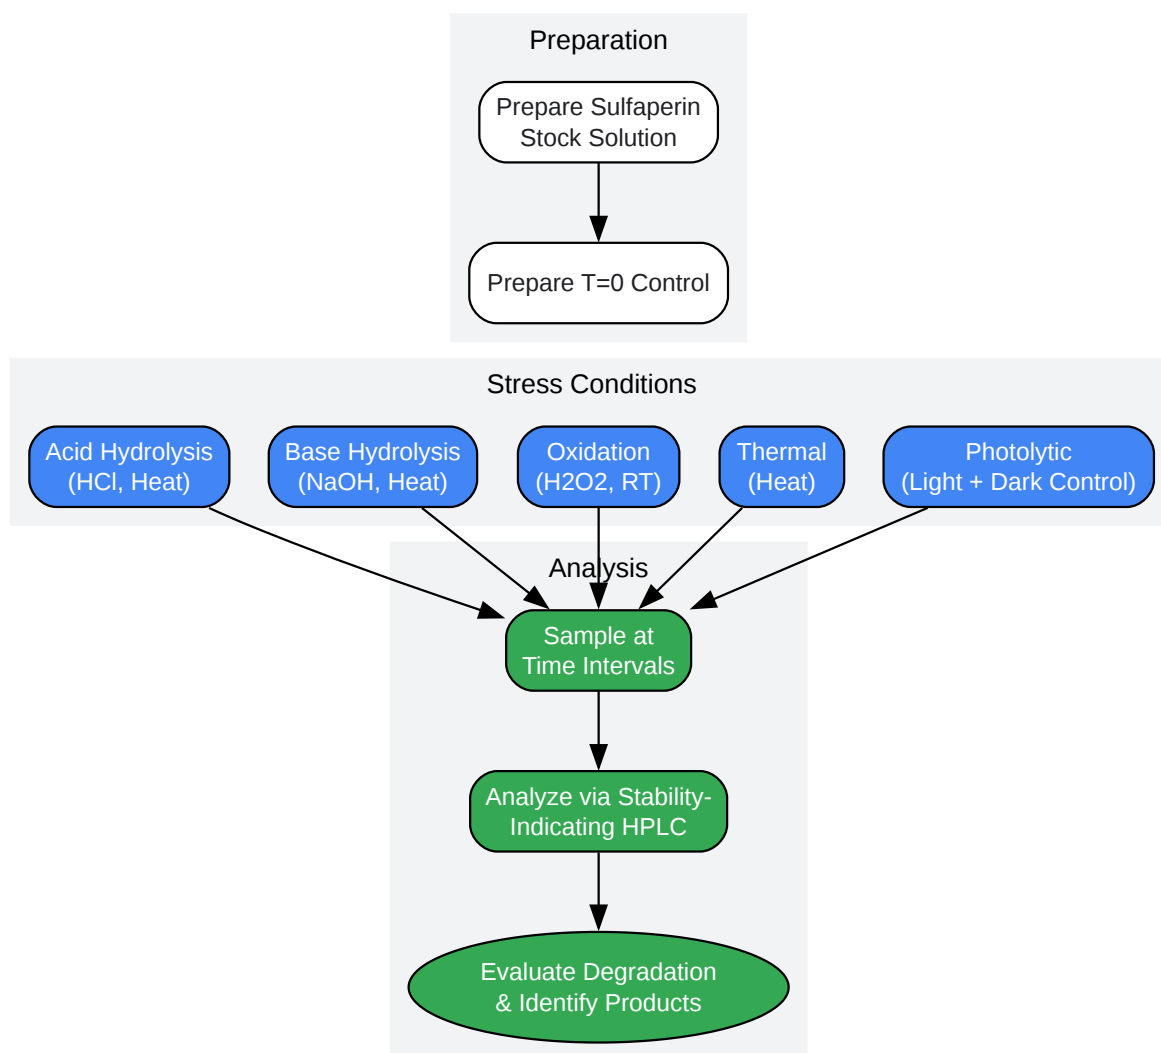 Preparation
Prepare Sulfaperin
Stock Solution
Prepare T=0 Control
Stress Conditions
Acid Hydrolysis
(HCl, Heat)
Base Hydrolysis
(NaOH, Heat)
Oxidation
(H2O2, RT)
Thermal
(Heat)
Photolytic
(Light + Dark Control)
Analysis
Sample at
Time Intervals
Analyze via Stability-
Indicating HPLC
Evaluate Degradation
& Identify Products